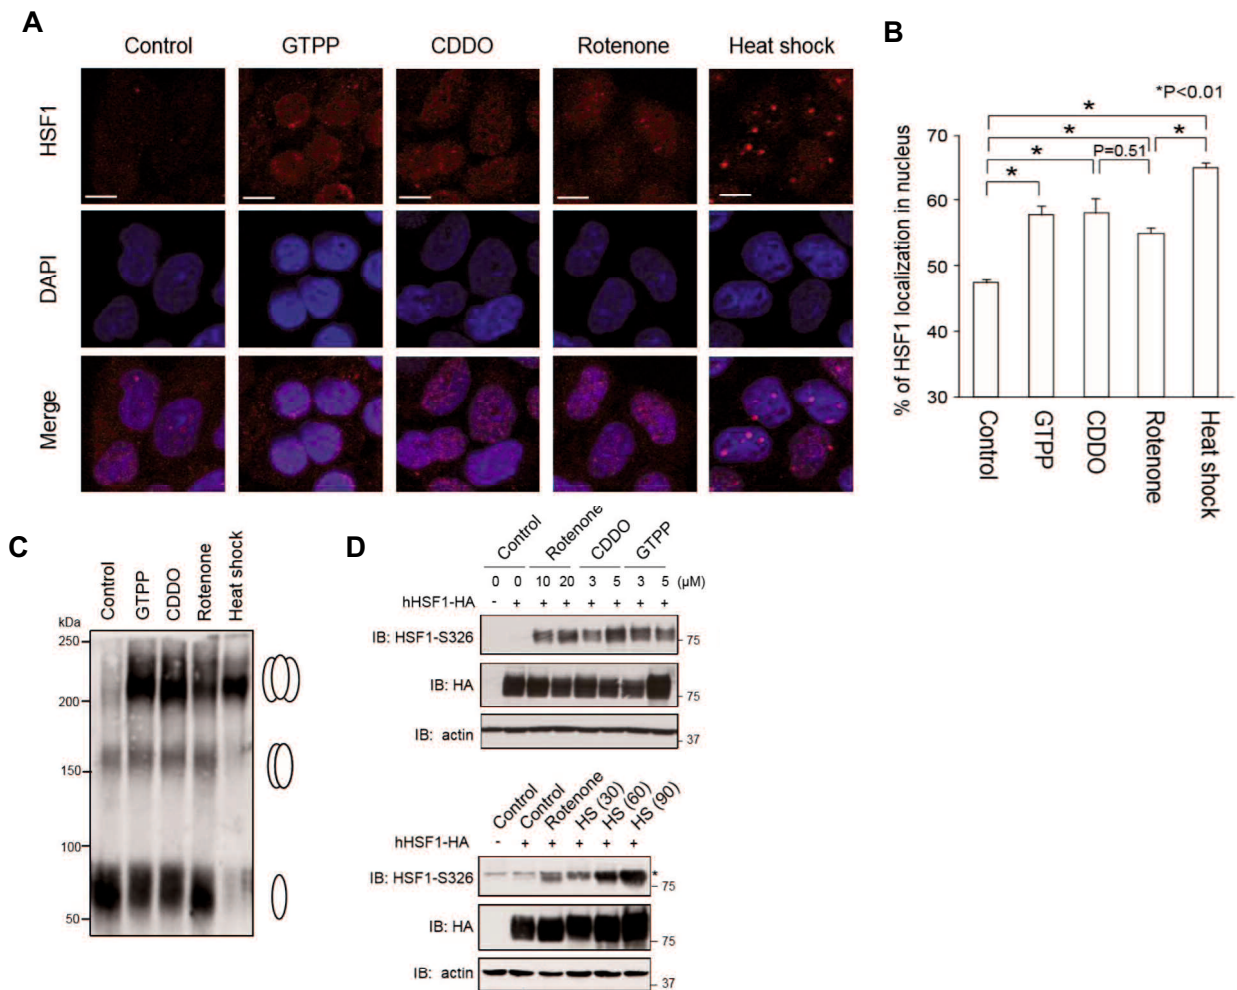 A
Control GTPP CDDO Rotenone Heat shock
HSF1
DAPI
Merge
B
*P<0.01
*
* *
* P=0.51
*
% of HSF1 localization in nucleus
70
60
50
40
30
Control GTPP CDDO Rotenone Heat shock
C
Control GTPP CDDO Rotenone Heat shock
kDa
250
200
150
100
50
D
Control Rotenone CDDO GTPP
0 0 10 20 3 5 3 5 (μM)
hHSF1-HA - + + + + + + +
IB: HSF1-S326 75
IB: HA 75
IB: actin 37
Control Control Rotenone HS (30) HS (60) HS (90)
hHSF1-HA - + + + + +
IB: HSF1-S326 * 75
IB: HA 75
IB: actin 37